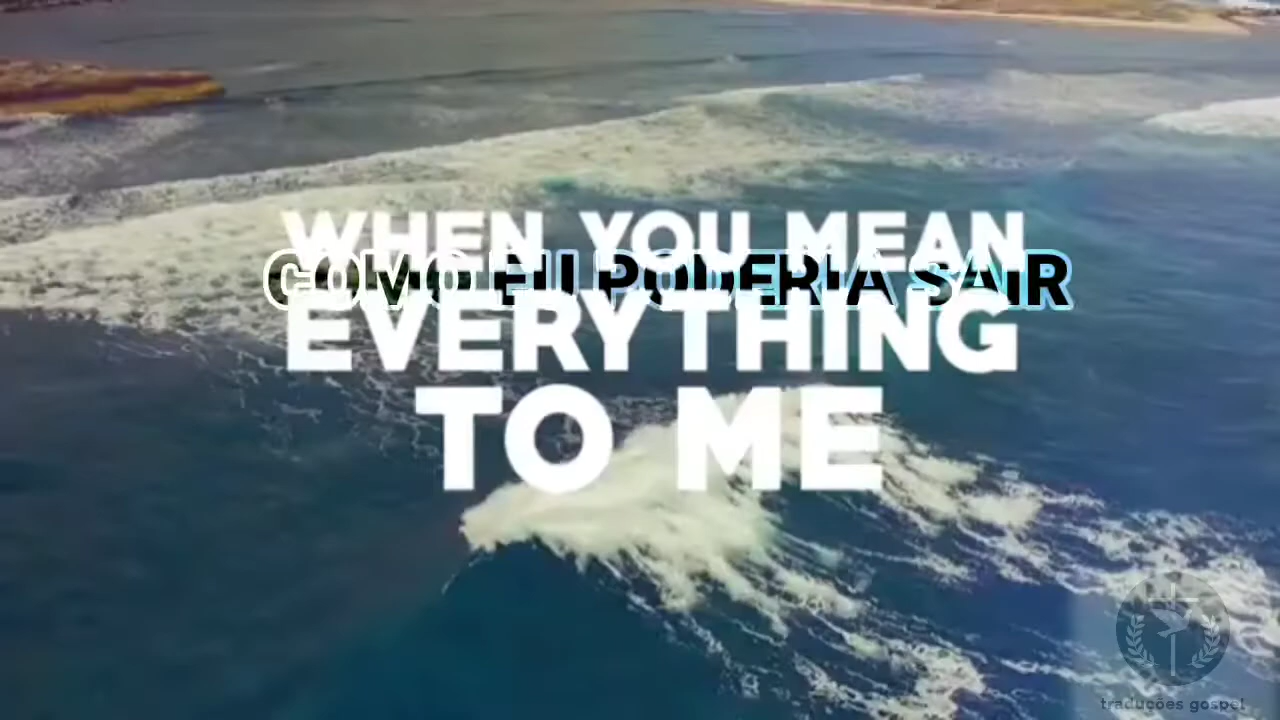 WHEN YOU MEAN
COMO EU PODERIA SAIR
EVERYTHING
TO ME
traduções gospel